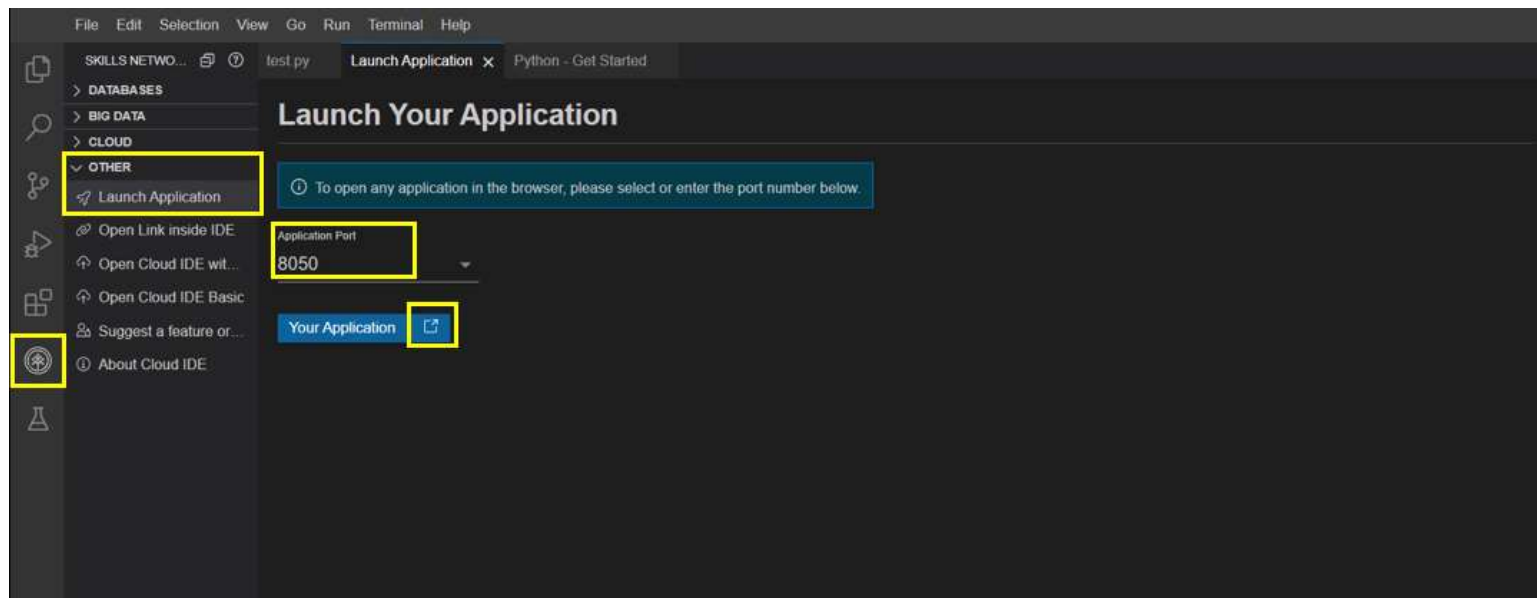 File Edit Selection View Go Run Terminal Help
SKILLS NETWO...
test.py Launch Application Python - Get Started
DATABASES
BIG DATA
CLOUD
OTHER
Launch Application
Open Link inside IDE
Open Cloud IDE wit...
Open Cloud IDE Basic
Suggest a feature or...
About Cloud IDE
Launch Your Application
To open any application in the browser, please select or enter the port number below.
Application Port
8050
Your Application